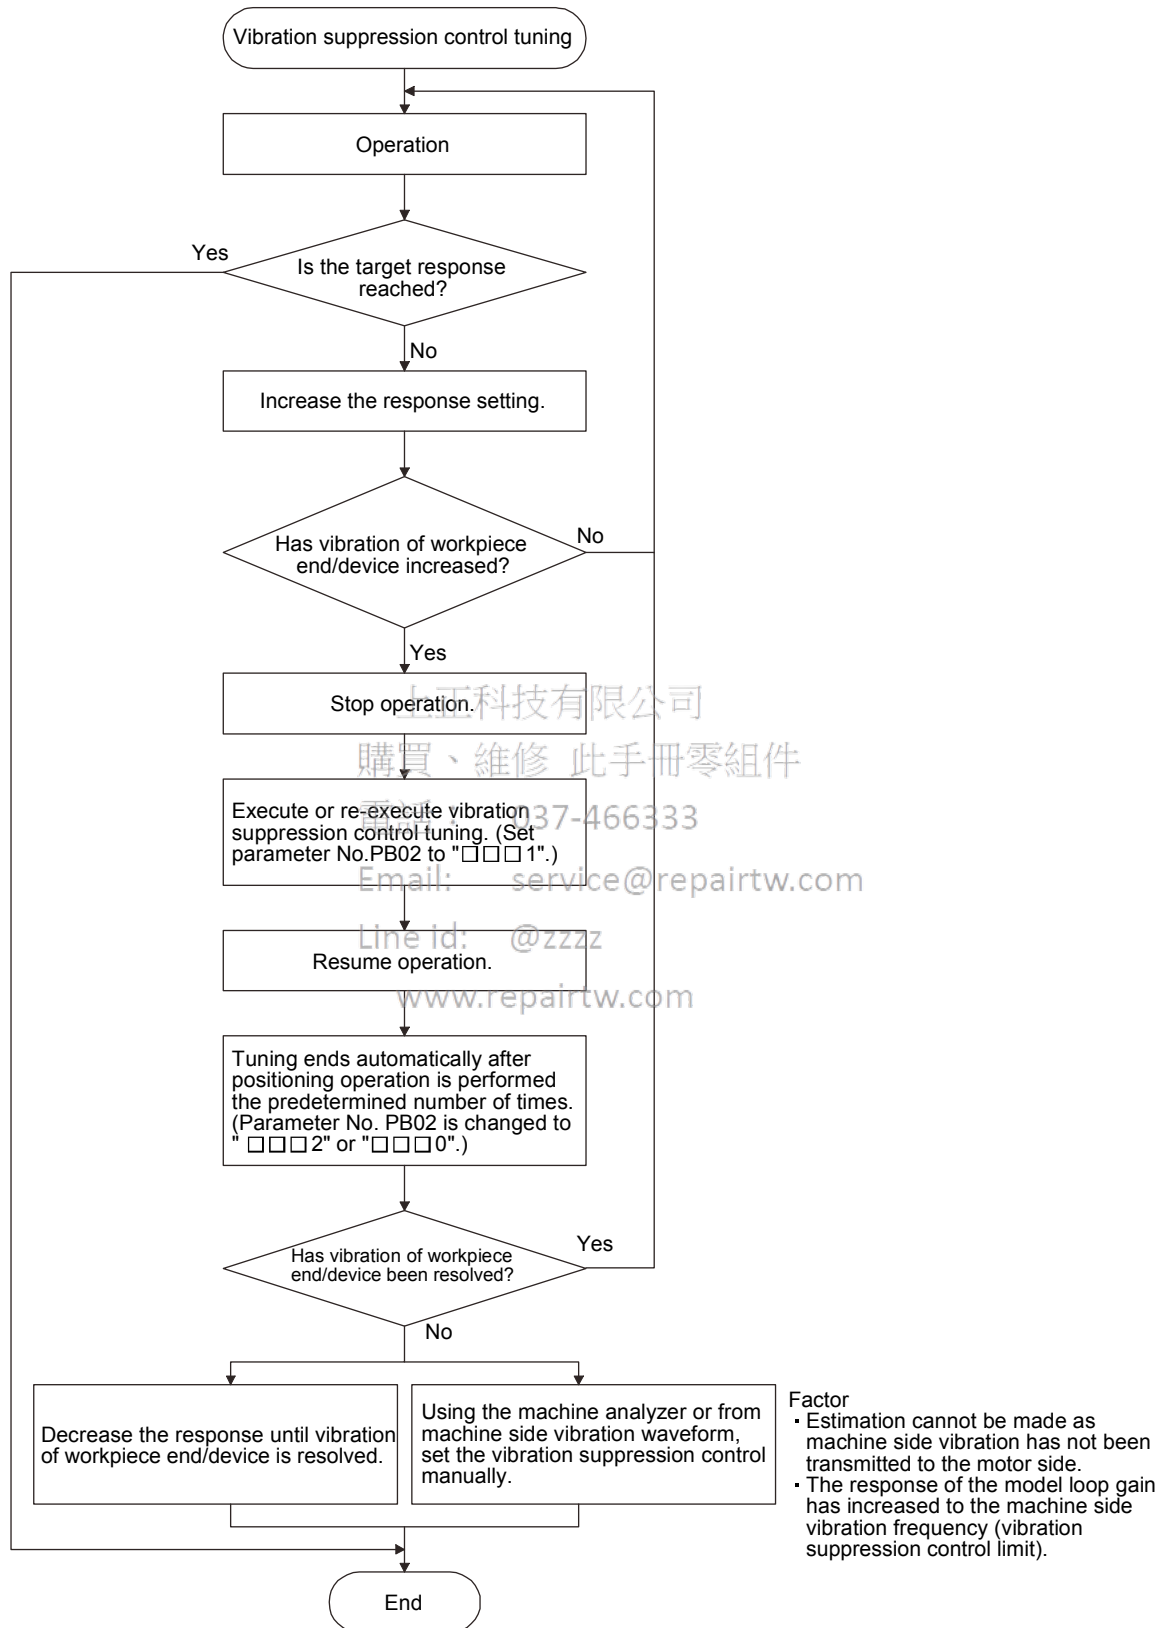 Vibration suppression control tuning
Operation
Yes
Is the target response
reached?
No
Increase the response setting.
No
Has vibration of workpiece
end/device increased?
Yes
Stop operation.
上正科技有限公司
購買、維修 此手冊零組件
Execute or re-execute vibration
suppression control tuning. (Set
parameter No.PB02 to "□□□1".)
電話： 037-466333
Email: service@repairtw.com
Line id: @zzzz
Resume operation.
www.repairtw.com
Tuning ends automatically after
positioning operation is performed
the predetermined number of times.
(Parameter No. PB02 is changed to
" □□□2" or "□□□0".)
Has vibration of workpiece
end/device been resolved?
Yes
No
Decrease the response until vibration
of workpiece end/device is resolved.
Using the machine analyzer or from
machine side vibration waveform,
set the vibration suppression control
manually.
Factor
· Estimation cannot be made as
machine side vibration has not been
transmitted to the motor side.
· The response of the model loop gain
has increased to the machine side
vibration frequency (vibration
suppression control limit).
End